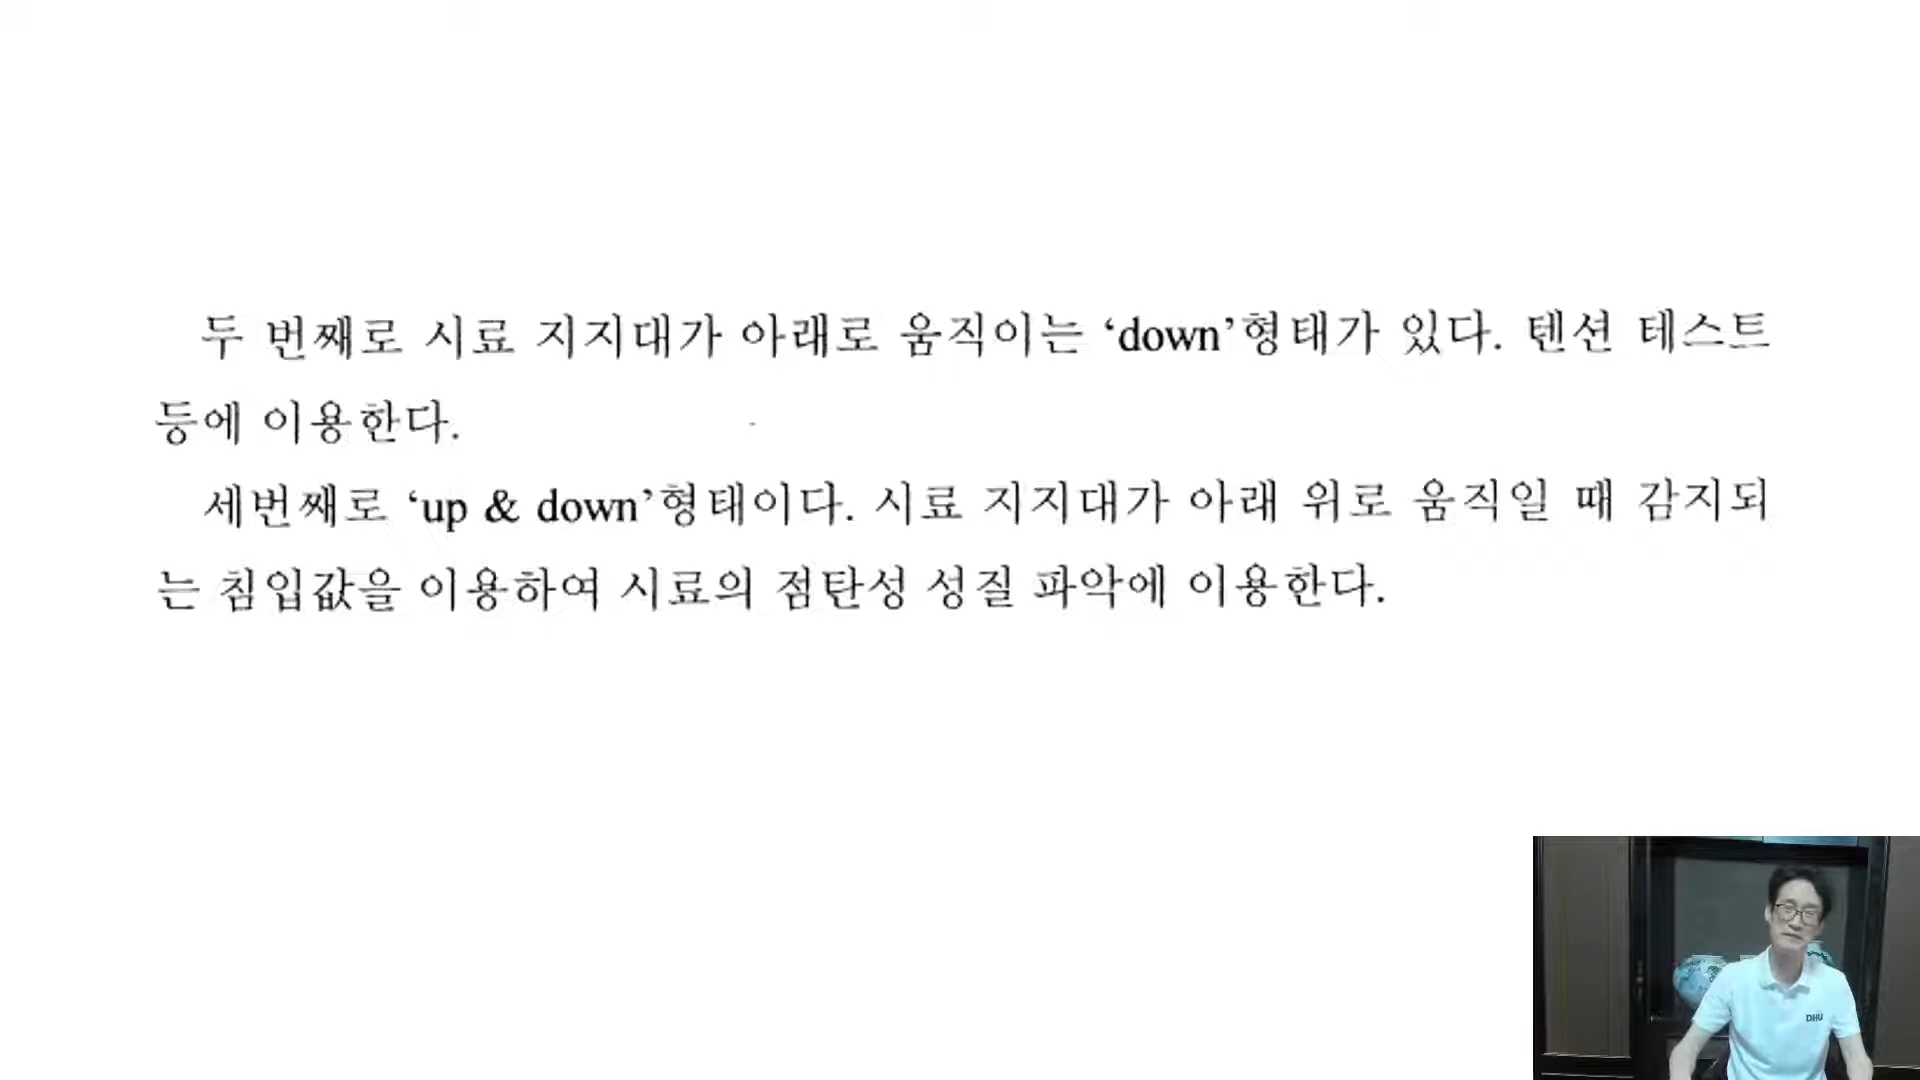 두 번째로 시료 지지대가 아래로 움직이는 ‘down’형태가 있다. 텐션 테스트
등에 이용한다.
세번째로 ‘up & down’형태이다. 시료 지지대가 아래 위로 움직일 때 감지되
는 침입값을 이용하여 시료의 점탄성 성질 파악에 이용한다.
DHU